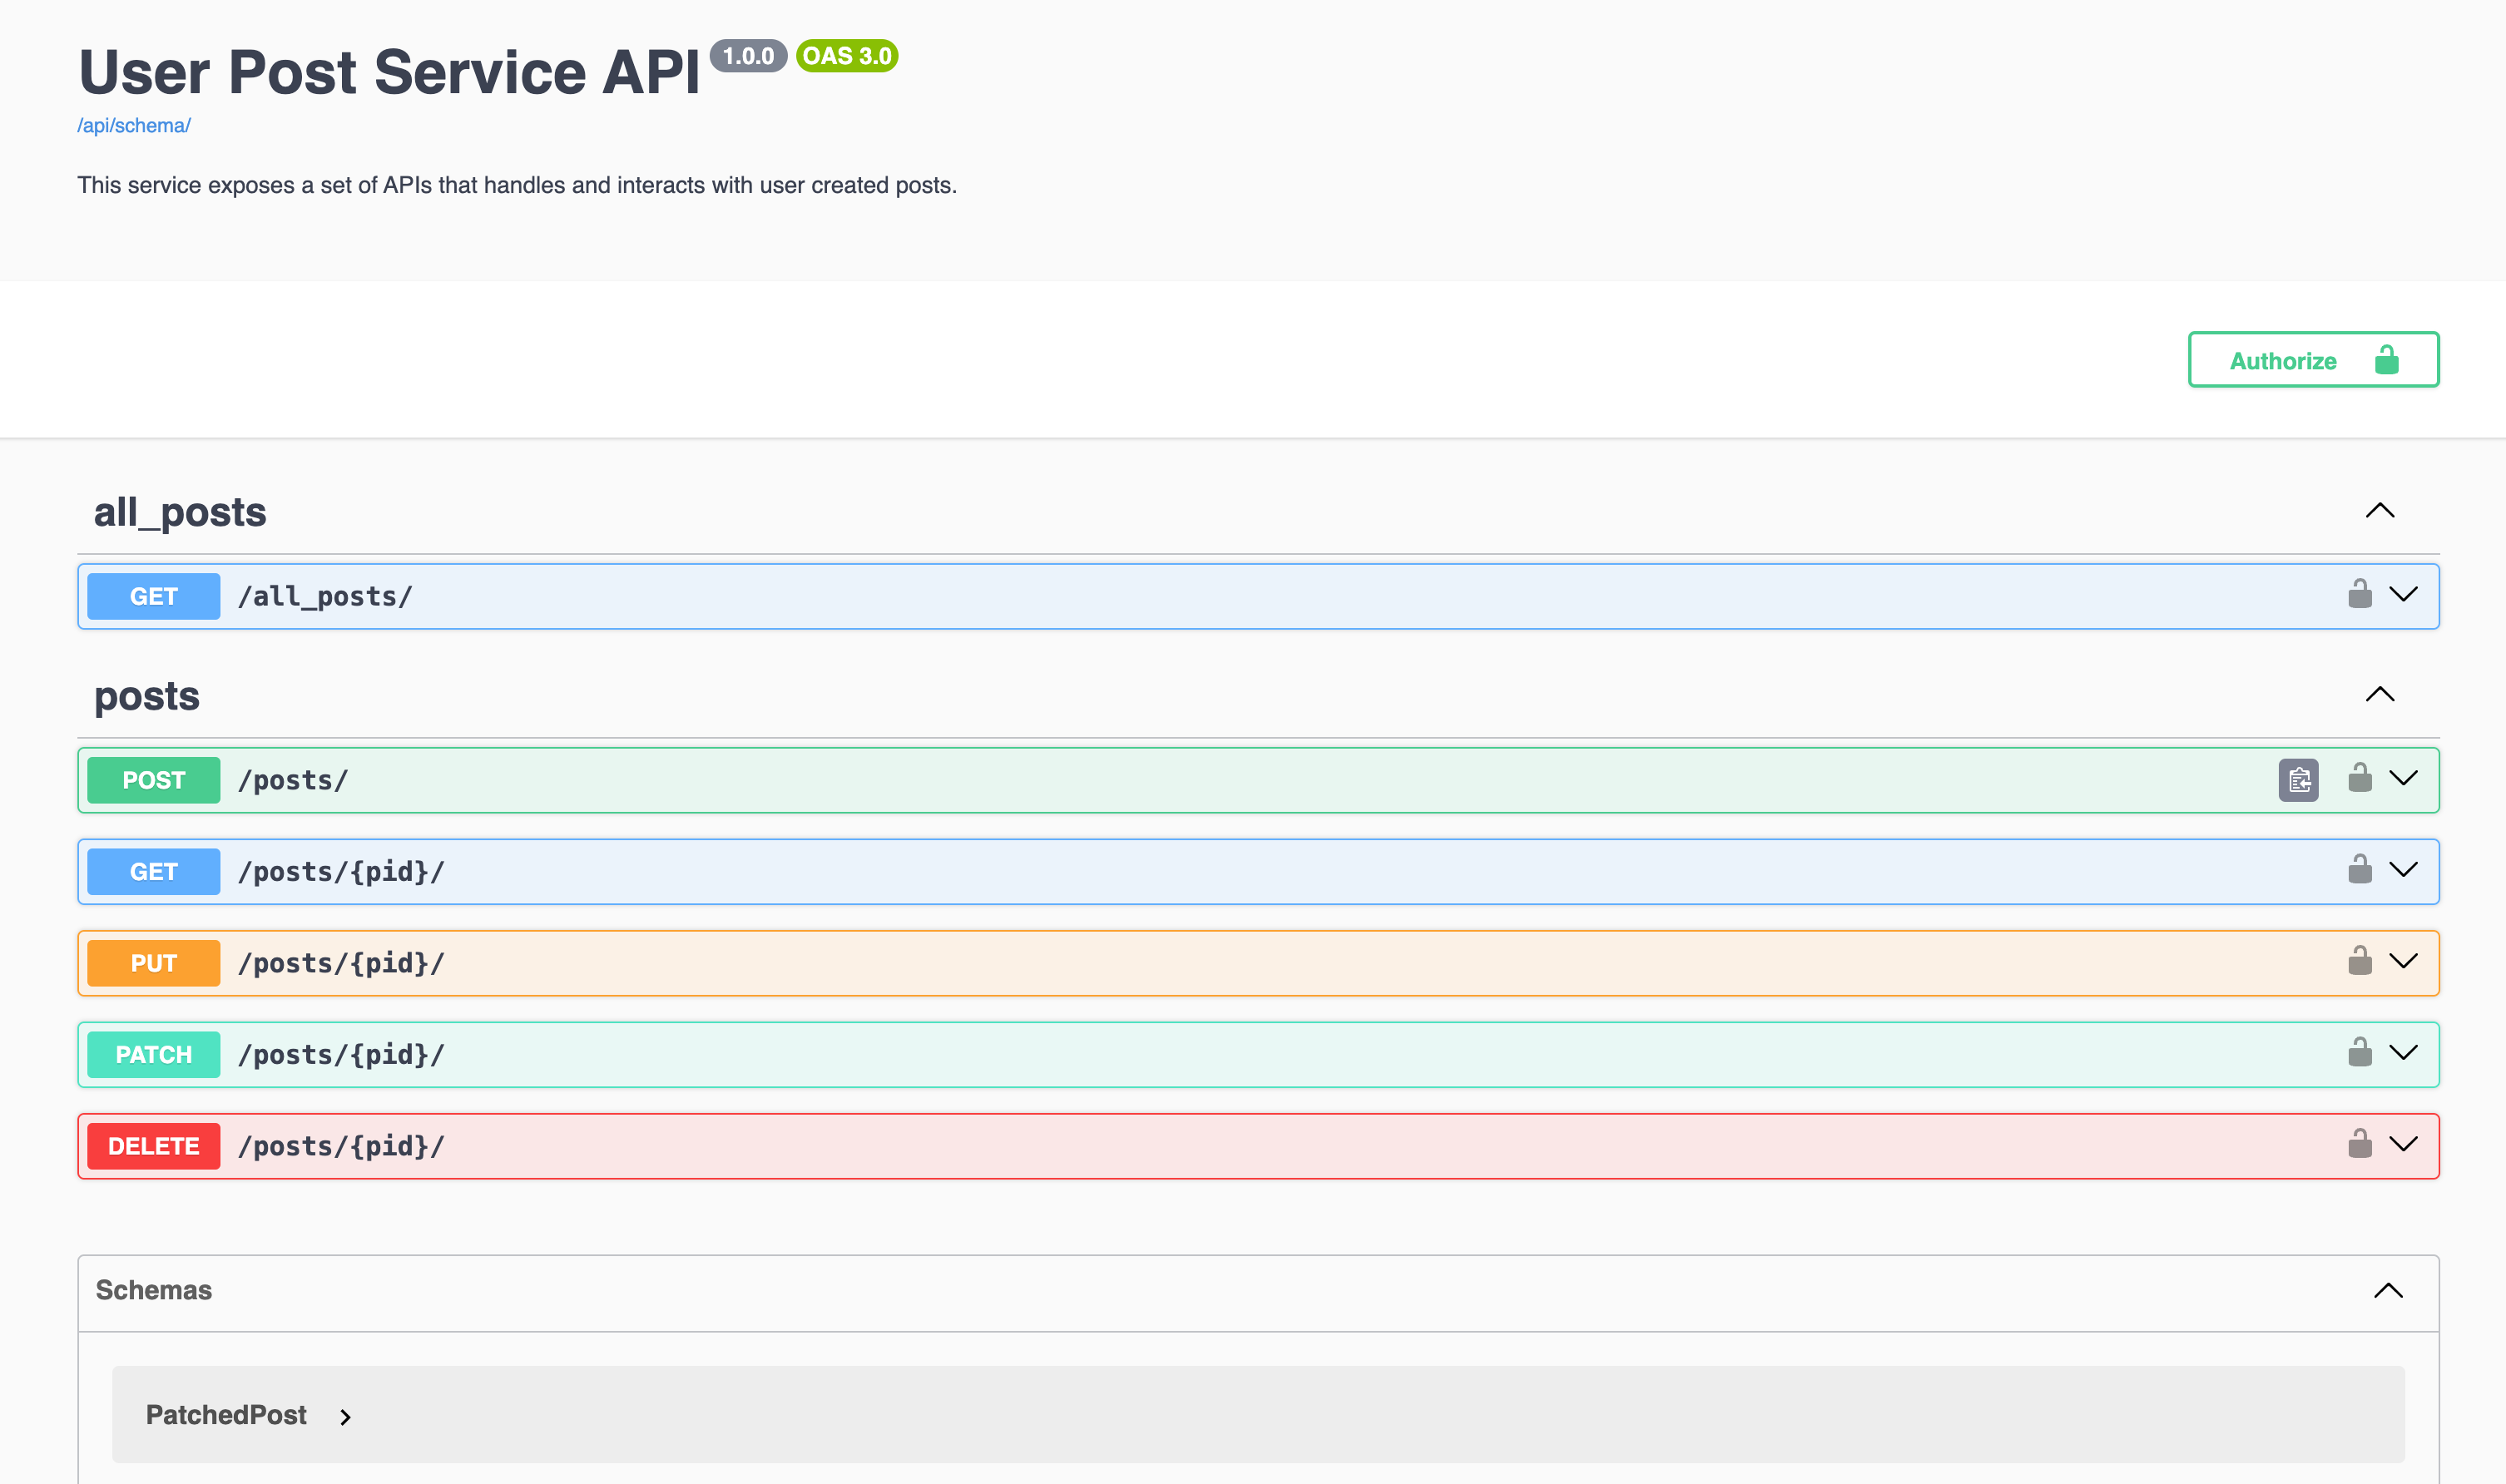 User Post Service API 1.0.0 OAS 3.0
/api/schema/
This service exposes a set of APIs that handles and interacts with user created posts.
Authorize
all_posts
GET /all_posts/
posts
POST /posts/
GET /posts/{pid}/
PUT /posts/{pid}/
PATCH /posts/{pid}/
DELETE /posts/{pid}/
Schemas
PatchedPost